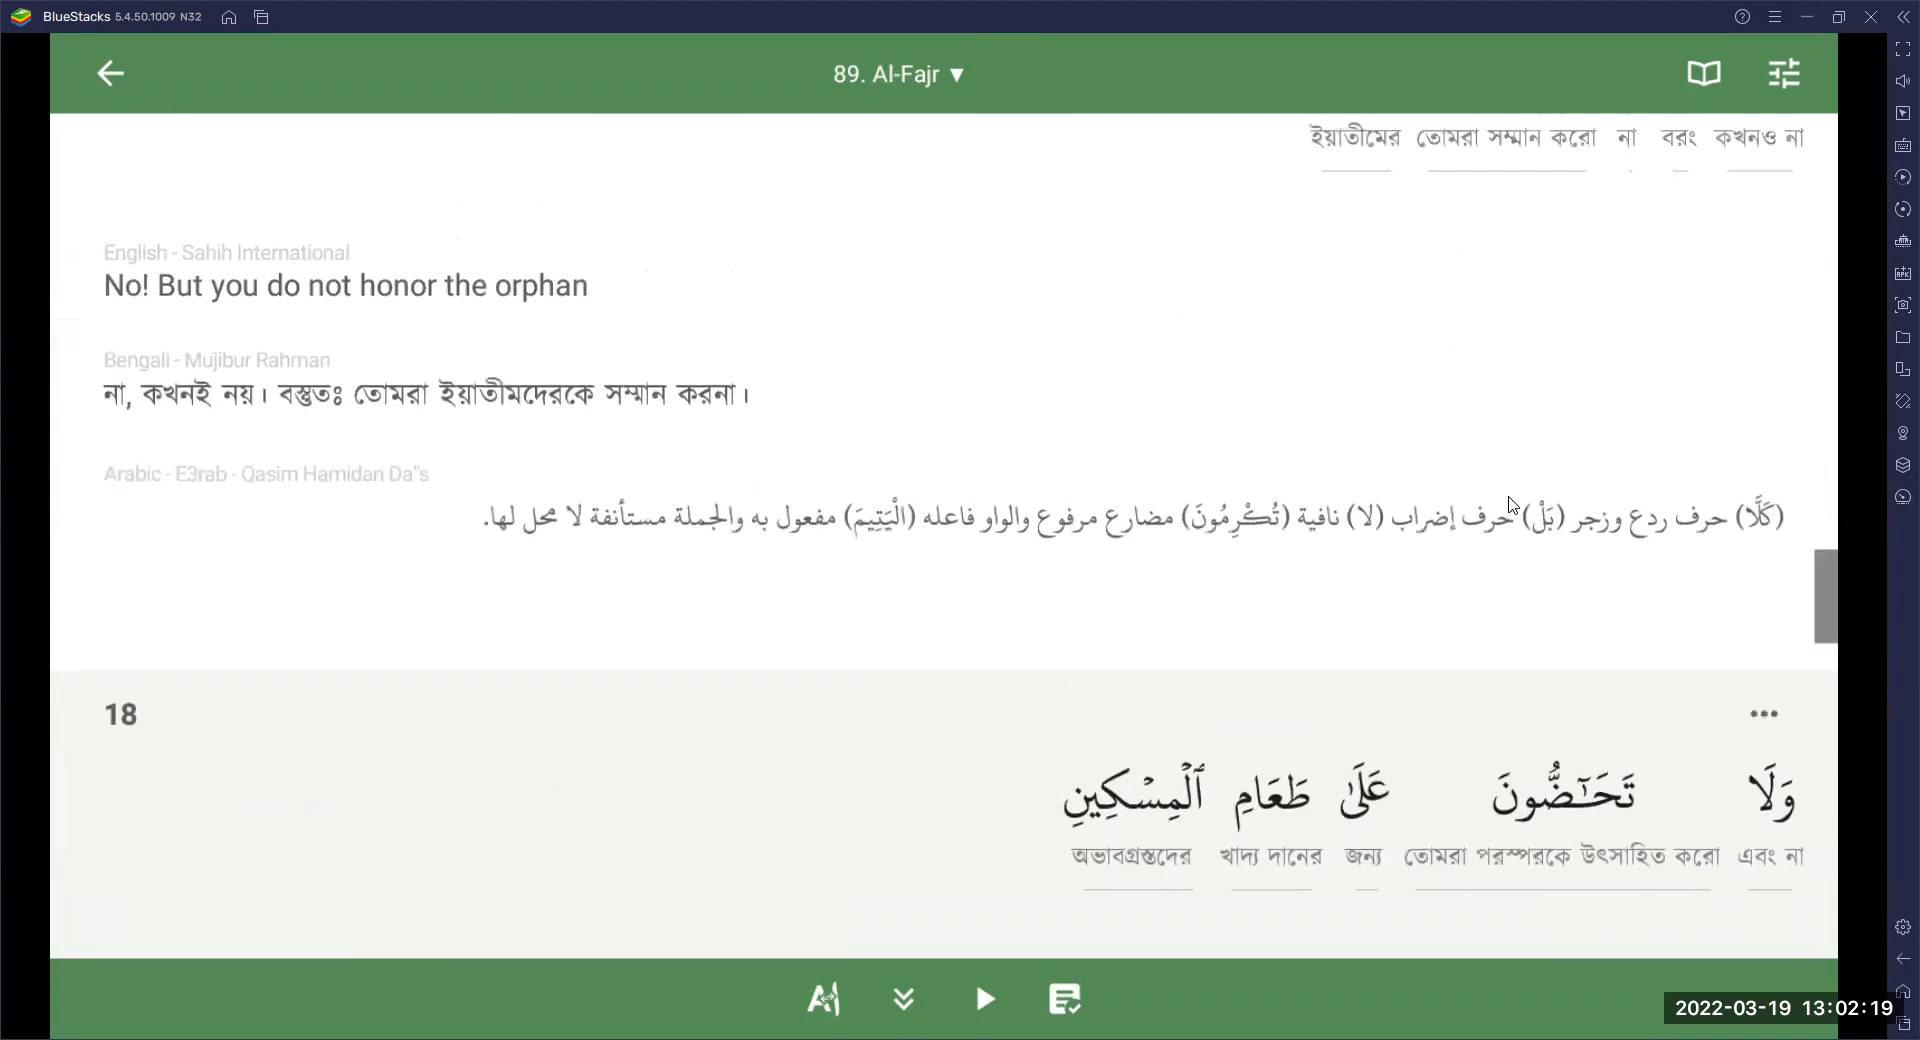 BlueStacks 5.4.50.1009 N32
89. Al-Fajr ▼
ইয়াতীমের তোমরা সম্মান করো না বরং কখনও না
English - Sahih International
No! But you do not honor the orphan
Bengali - Mujibur Rahman
না, কখনই নয়। বস্তুতঃ তোমরা ইয়াতীমদেরকে সম্মান করনা।
Arabic - E3rab - Qasim Hamidan Da"s
(كَلَّا) حرف ردع وزجر (بَلْ) حرف إضراب (لا) نافية (تُكْرِمُونَ) مضارع مرفوع والواو فاعله (الْيَتِيمَ) مفعول به والجملة مستأنفة لا محل لها.
18
وَلَا تَحَٰٓضُّونَ عَلَىٰ طَعَامِ ٱلْمِسْكِينِ
অভাবগ্রস্তদের খাদ্য দানের জন্য তোমরা পরস্পরকে উৎসাহিত করো এবং না
2022-03-19 13:02:19